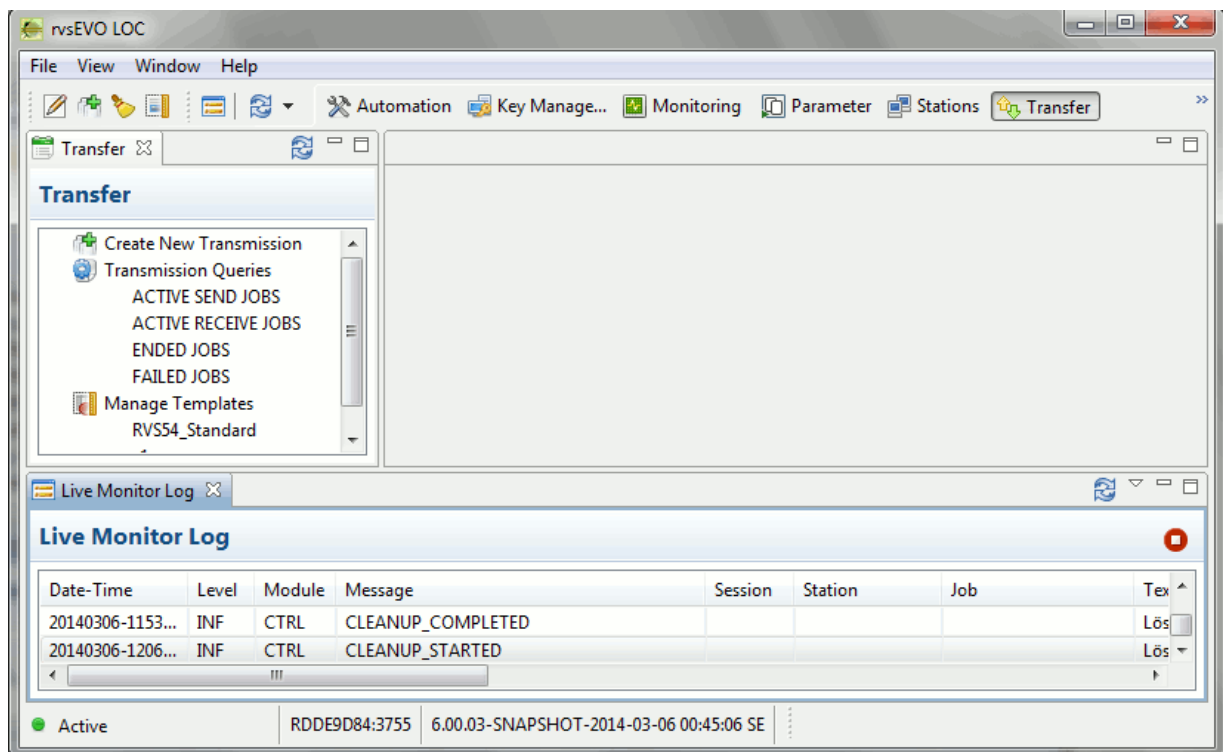 rvsEVO LOC
File View Window Help
Automation Key Manage... Monitoring Parameter Stations Transfer
Transfer
Transfer
Create New Transmission
Transmission Queries
ACTIVE SEND JOBS
ACTIVE RECEIVE JOBS
ENDED JOBS
FAILED JOBS
Manage Templates
RVS54_Standard
Live Monitor Log
Live Monitor Log
Date-Time Level Module Message Session Station Job Tex
20140306-1153... INF CTRL CLEANUP_COMPLETED Lös
20140306-1206... INF CTRL CLEANUP_STARTED Lös
Active RDDE9D84:3755 6.00.03-SNAPSHOT-2014-03-06 00:45:06 SE